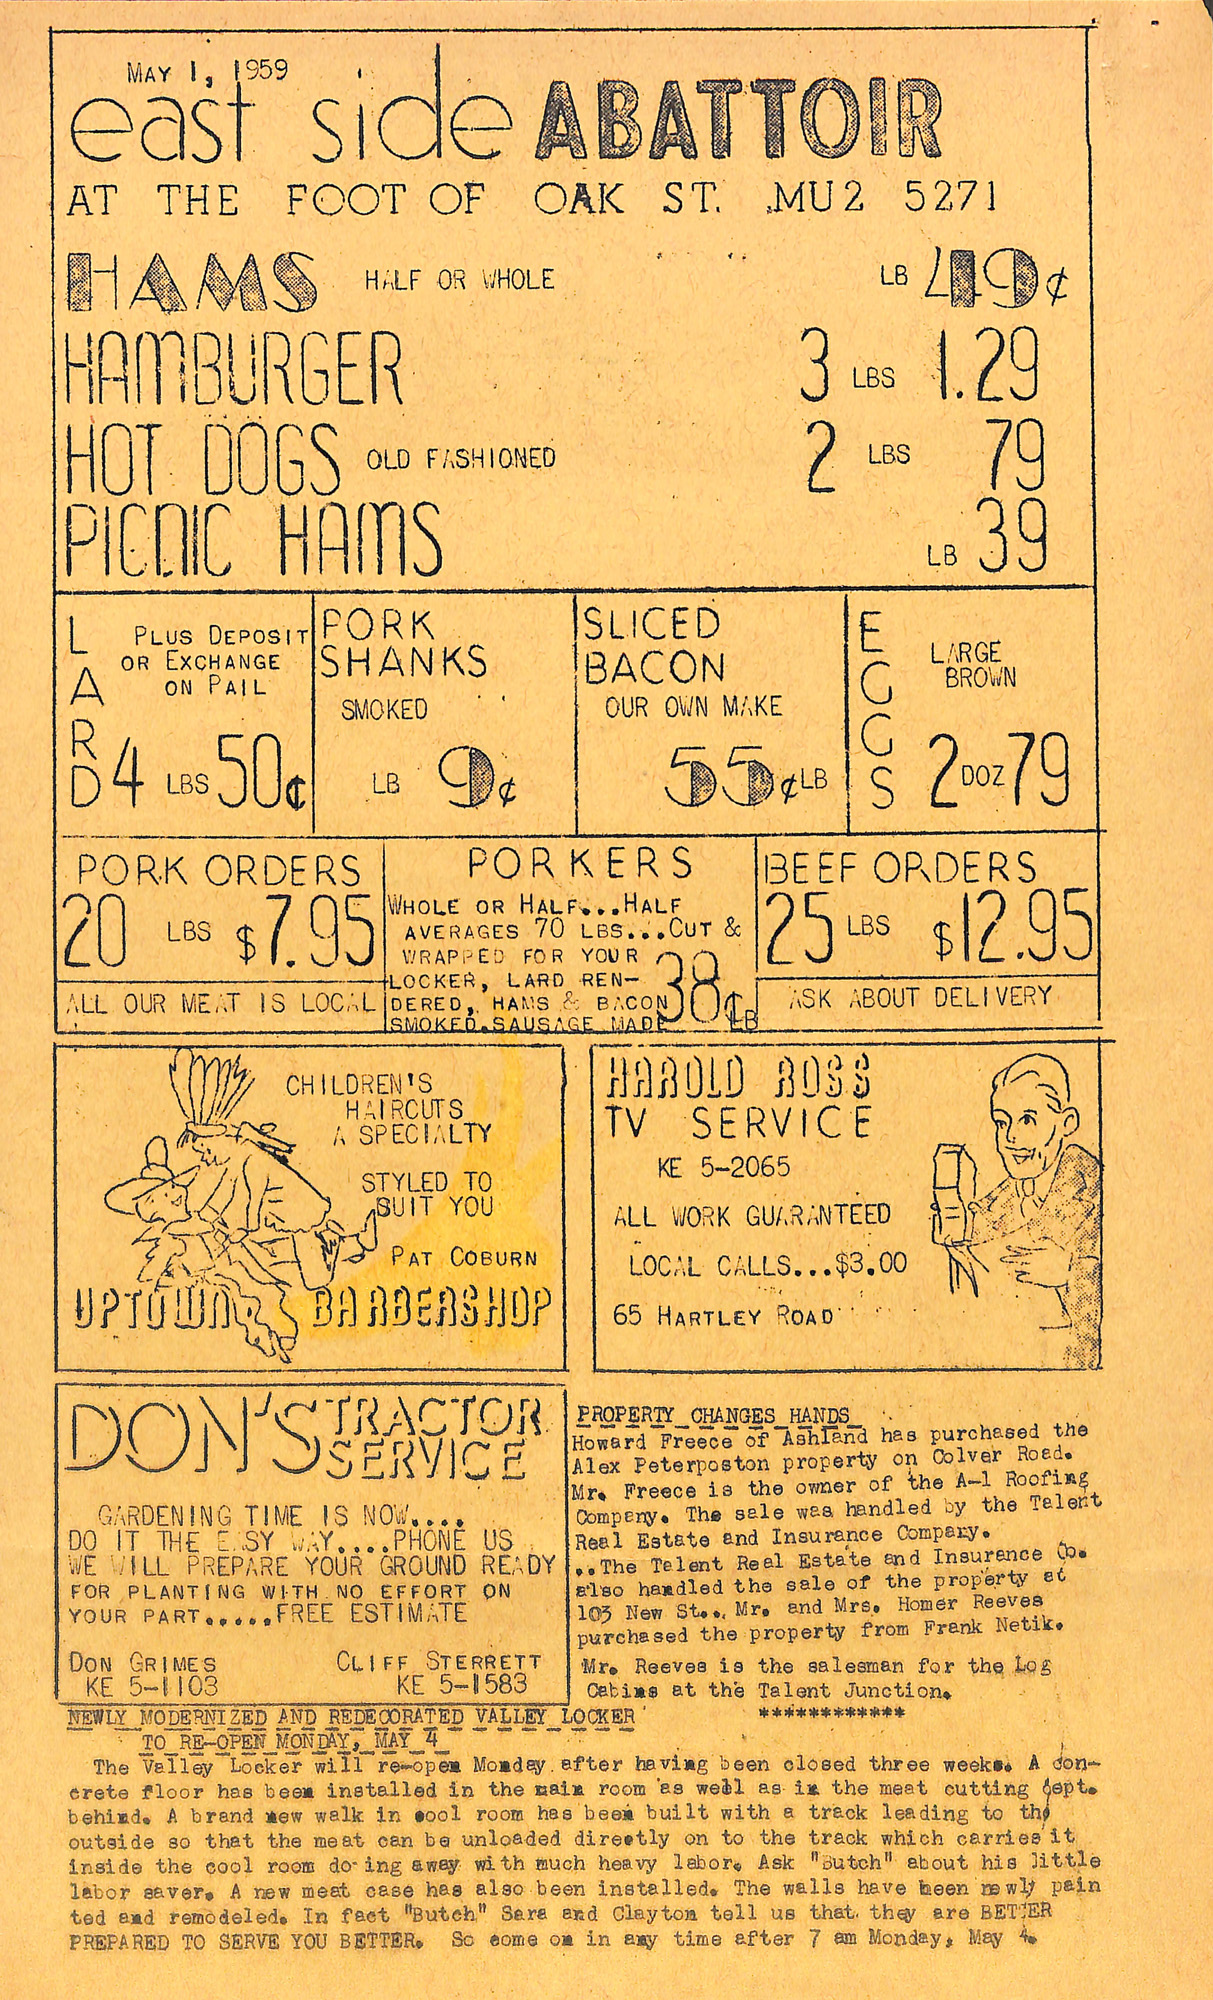 MAY 1, 1959
east side ABATTOIR
AT THE FOOT OF OAK ST. MU2 5271
HAMS HALF OR WHOLE LB 49¢
HAMBURGER 3 LBS 1.29
HOT DOGS OLD FASHIONED 2 LBS 79
PICNIC HAMS LB 39
LARD
PLUS DEPOSIT
OR EXCHANGE
ON PAIL
4 LBS 50¢
PORK
SHANKS
SMOKED
LB 9¢
SLICED
BACON
OUR OWN MAKE
55¢ LB
EGGS
LARGE
BROWN
2 DOZ 79
PORK ORDERS
20 LBS $7.95
ALL OUR MEAT IS LOCAL
PORKERS
WHOLE OR HALF...HALF
AVERAGES 70 LBS...CUT &
WRAPPED FOR YOUR
LOCKER, LARD REN-
DERED, HAMS & BACON
SMOKED.SAUSAGE MADE
38¢ LB
BEEF ORDERS
25 LBS $12.95
ASK ABOUT DELIVERY
CHILDREN'S
HAIRCUTS
A SPECIALTY
STYLED TO
SUIT YOU
PAT COBURN
UPTOWN BARBERSHOP
HAROLD ROSS
TV SERVICE
KE 5-2065
ALL WORK GUARANTEED
LOCAL CALLS...$3.00
65 HARTLEY ROAD
DON'S TRACTOR
SERVICE
GARDENING TIME IS NOW....
DO IT THE EASY WAY....PHONE US
WE WILL PREPARE YOUR GROUND READY
FOR PLANTING WITH NO EFFORT ON
YOUR PART.....FREE ESTIMATE
DON GRIMES CLIFF STERRETT
KE 5-1103 KE 5-1583
PROPERTY CHANGES HANDS
Howard Freece of Ashland has purchased the
Alex Peterposton property on Colver Road.
Mr. Freece is the owner of the A-1 Roofing
Company. The sale was handled by the Talent
Real Estate and Insurance Company.
..The Talent Real Estate and Insurance Co.
also handled the sale of the property at
103 New St... Mr. and Mrs. Homer Reeves
purchased the property from Frank Netik.
Mr. Reeves is the salesman for the Log
Cabins at the Talent Junction.
************
NEWLY MODERNIZED AND REDECORATED VALLEY LOCKER
TO RE-OPEN MONDAY, MAY 4
The Valley Locker will re-open Monday after having been closed three weeks. A con-
crete floor has been installed in the main room as well as in the meat cutting dept.
behind. A brand new walk in cool room has been built with a track leading to the
outside so that the meat can be unloaded directly on to the track which carries it
inside the cool room do-ing away with much heavy labor. Ask "Butch" about his little
labor saver. A new meat case has also been installed. The walls have been newly pain
ted and remodeled. In fact "Butch" Sara and Clayton tell us that they are BETTER
PREPARED TO SERVE YOU BETTER. So come on in any time after 7 am Monday, May 4.